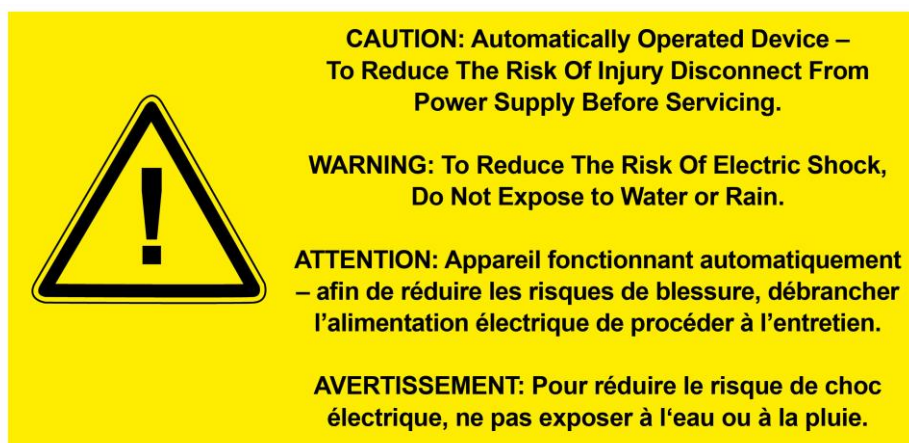 CAUTION: Automatically Operated Device –
To Reduce The Risk Of Injury Disconnect From
Power Supply Before Servicing.
WARNING: To Reduce The Risk Of Electric Shock,
Do Not Expose to Water or Rain.
ATTENTION: Appareil fonctionnant automatiquement
– afin de réduire les risques de blessure, débrancher
l’alimentation électrique de procéder à l’entretien.
AVERTISSEMENT: Pour réduire le risque de choc
électrique, ne pas exposer à l‘eau ou à la pluie.